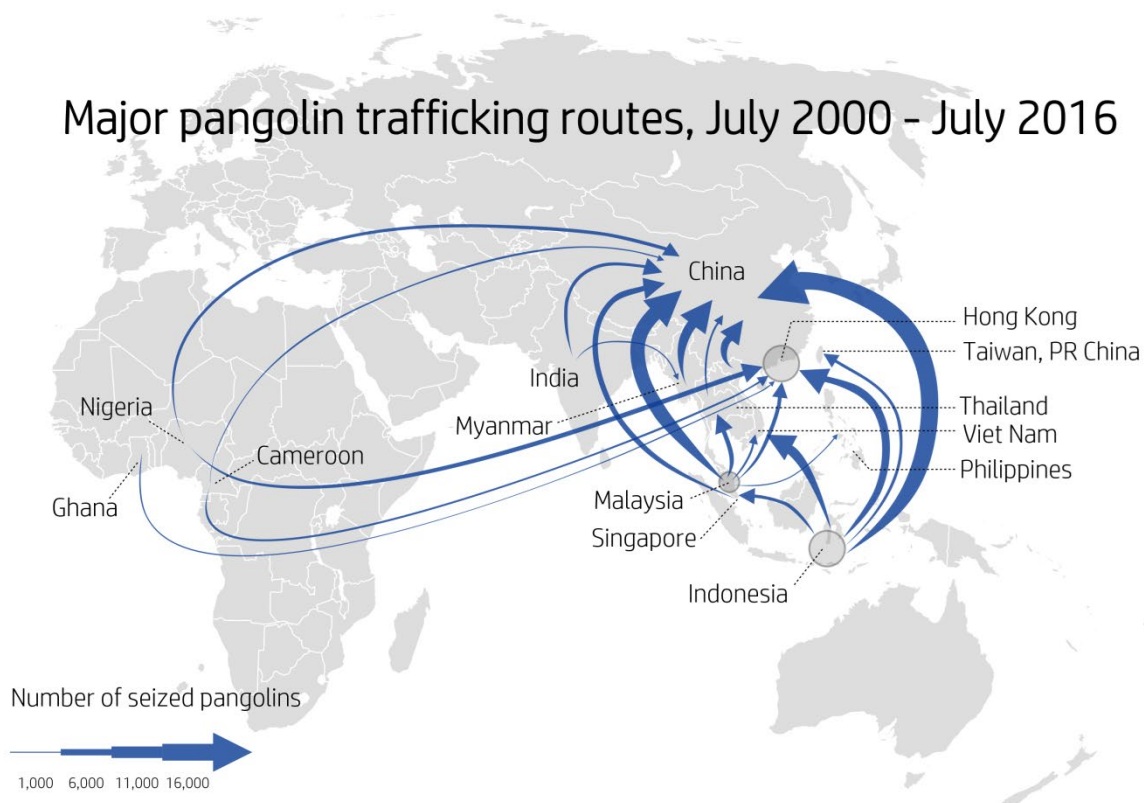 Major pangolin trafficking routes, July 2000 - July 2016
China
Hong Kong
Taiwan, PR China
India
Thailand
Nigeria
Myanmar
Viet Nam
Cameroon
Philippines
Ghana
Malaysia
Singapore
Indonesia
Number of seized pangolins
1,000 6,000 11,000 16,000